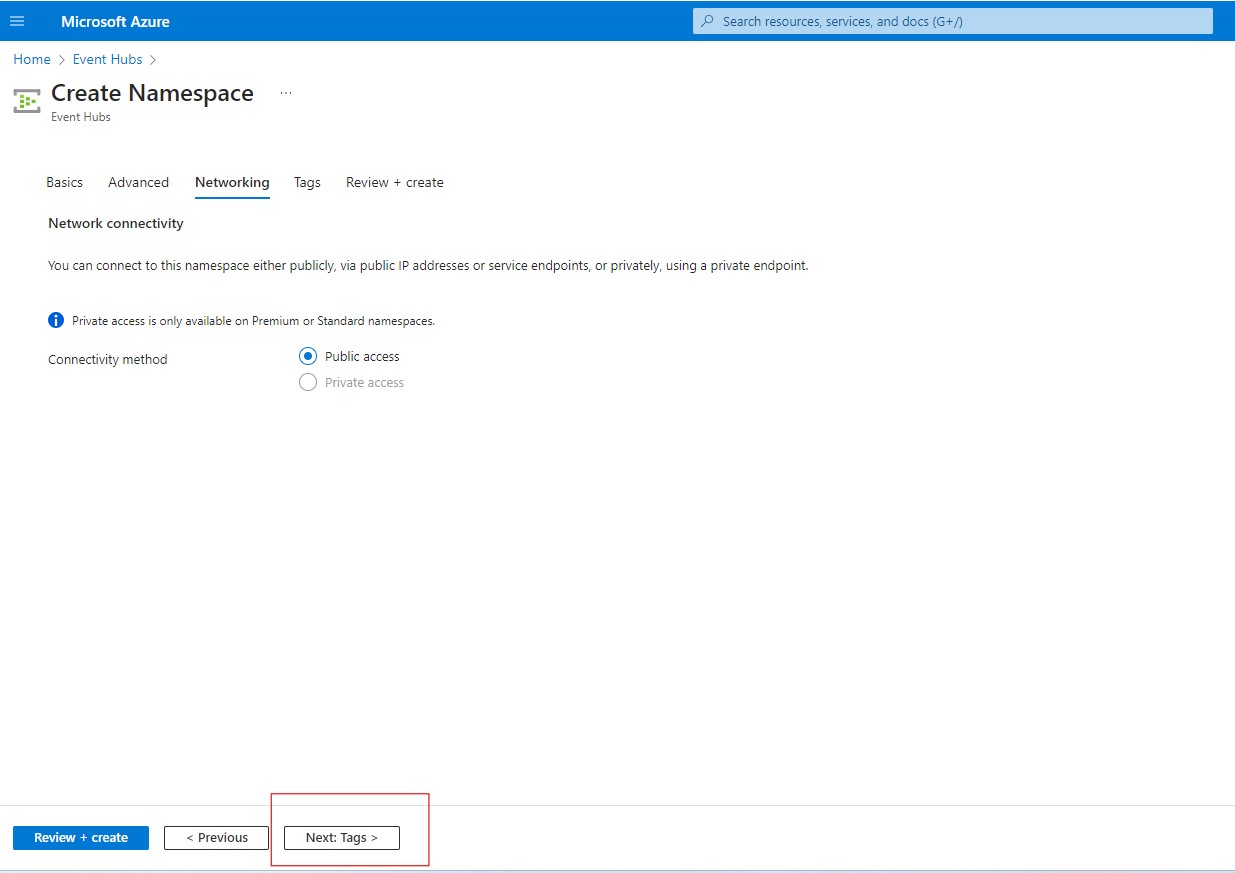 Microsoft Azure
Search resources, services, and docs (G+/)
Home > Event Hubs >
Create Namespace ...
Event Hubs
Basics Advanced Networking Tags Review + create
Network connectivity
You can connect to this namespace either publicly, via public IP addresses or service endpoints, or privately, using a private endpoint.
Private access is only available on Premium or Standard namespaces.
Connectivity method
Public access
Private access
Review + create
< Previous
Next: Tags >